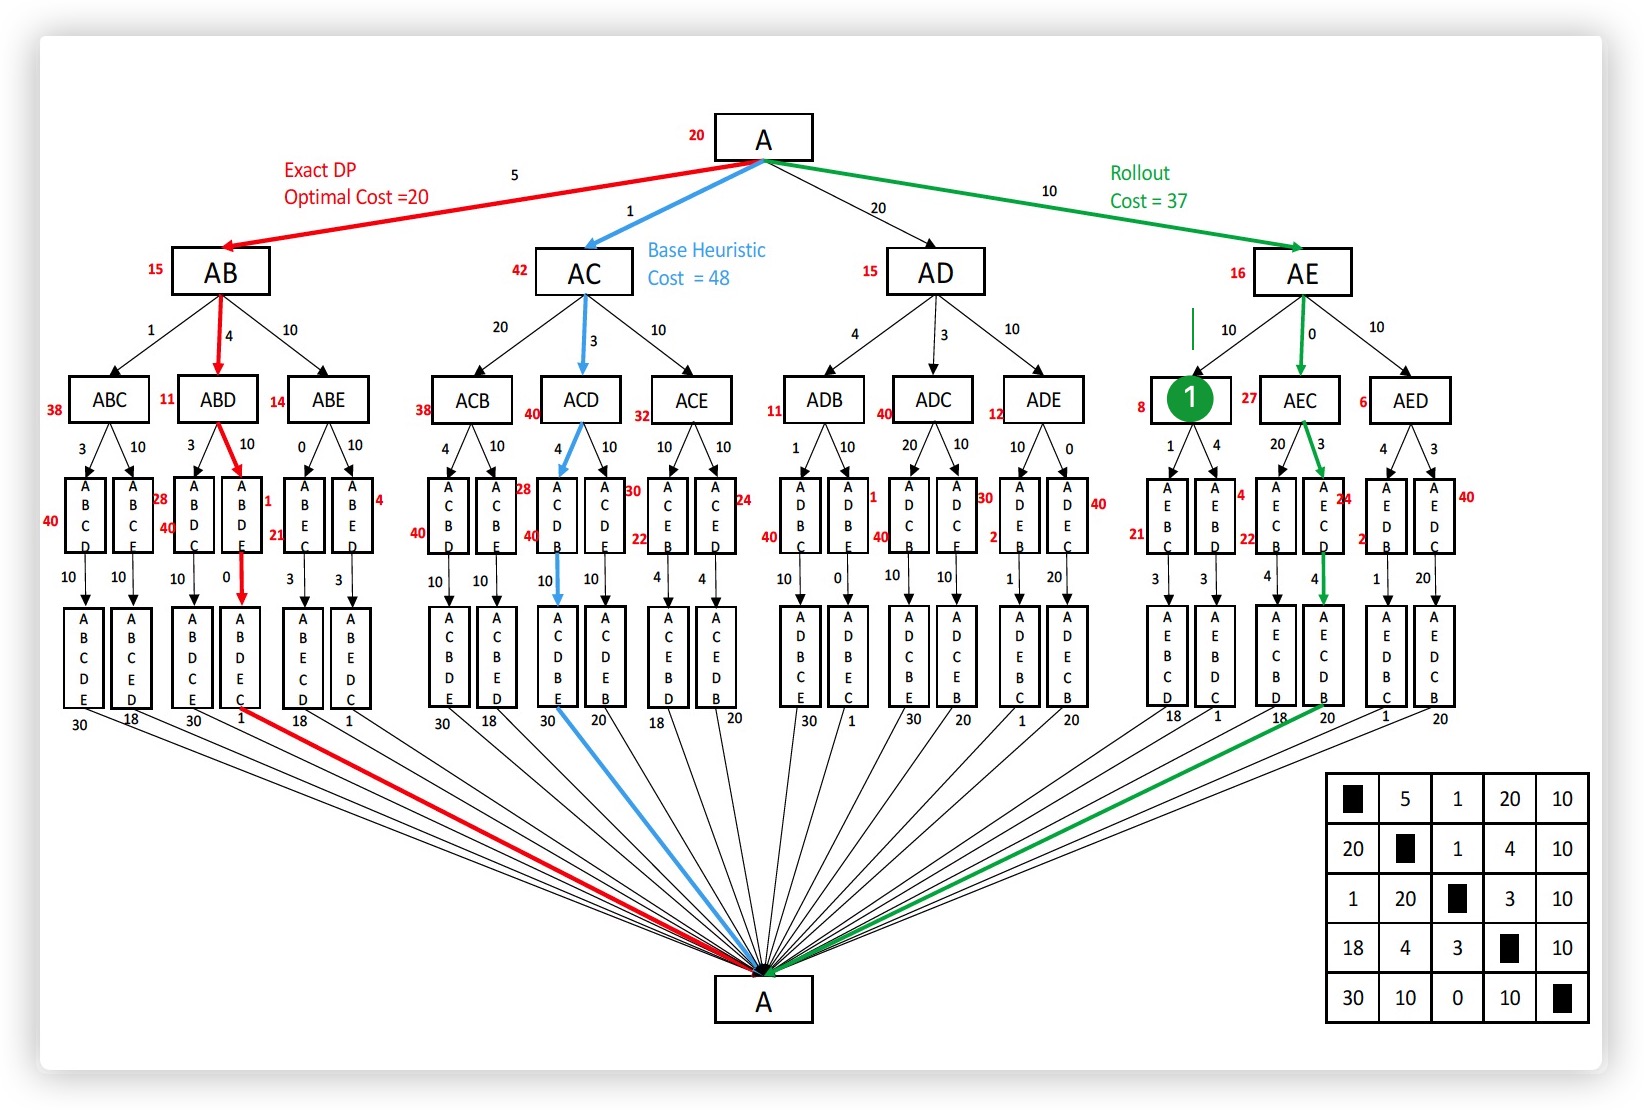 A
20
Exact DP
Optimal Cost =20
5
1
20
10
Rollout
Cost = 37
Base Heuristic
Cost = 48
15 AB
42 AC
15 AD
16 AE
1 4 10
20 3 10
4 3 10
10 0 10
38 ABC
11 ABD
14 ABE
38 ACB
40 ACD
32 ACE
11 ADB
40 ADC
12 ADE
8 1
27 AEC
6 AED
3 10 3 10 0 10
4 10 4 10 10 10
1 10 20 10 10 0
1 4 20 3 4 3
40 ABCD
ABCE 28
40 ABDC
ABDE 1
21 ABEC
ABED 4
40 ACBD
ACBE 28
40 ACDB
ACDE 30
22 ACEB
ACED 24
40 ADBC
ADBE 1
40 ADCB
ADCE 30
2 ADEB
ADEC 40
21 AEBC
AEBD 4
22 AECB
AECD 24
2 AEDB
AEDC 40
10 10 10 0 3 3
10 10 10 10 4 4
10 0 10 10 1 20
3 3 4 4 1 20
ABCDE
ABCED
ABDCE
ABDEC
ABECD
ABEDC
ACBDE
ACBED
ACDBE
ACDEB
ACEBD
ACEDB
ADBCE
ADBEC
ADCBE
ADCEB
ADEBC
ADECB
AEBCD
AEBDC
AECBD
AECDB
AEDBC
AEDCB
30 18 30 1 18 1
30 18 30 20 18 20
30 1 30 20 1 20
18 1 18 20 1 20
A
5 1 20 10
20 1 4 10
1 20 3 10
18 4 3 10
30 10 0 10